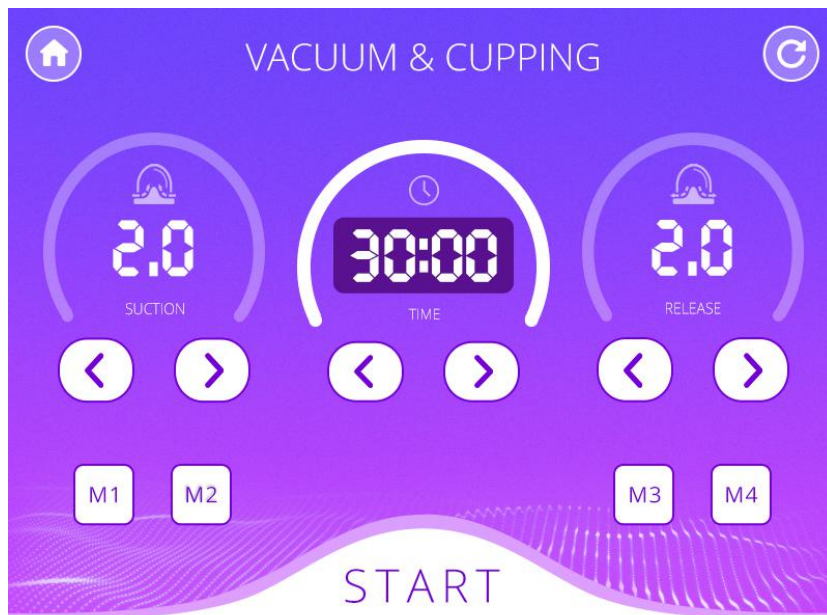 VACUUM & CUPPING
2.0
SUCTION
30:00
TIME
2.0
RELEASE
M1
M2
M3
M4
START